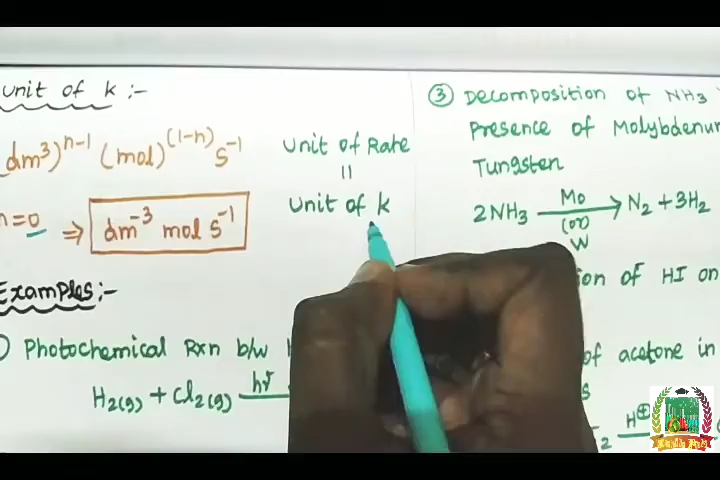 unit of k :-
(dm³)ⁿ⁻¹ (mol)⁽¹⁻ⁿ⁾ s⁻¹
n=0 ⇒ dm⁻³ mol s⁻¹
Unit of Rate
=
Unit of k
Examples:-
Photochemical Rxn b/w
H₂(g) + Cl₂(g) hν
③ Decomposition of NH₃
Presence of Molybdenum
Tungsten
2NH₃ Mo (or) W → N₂ + 3H₂
of HI on
of acetone in
H⊕